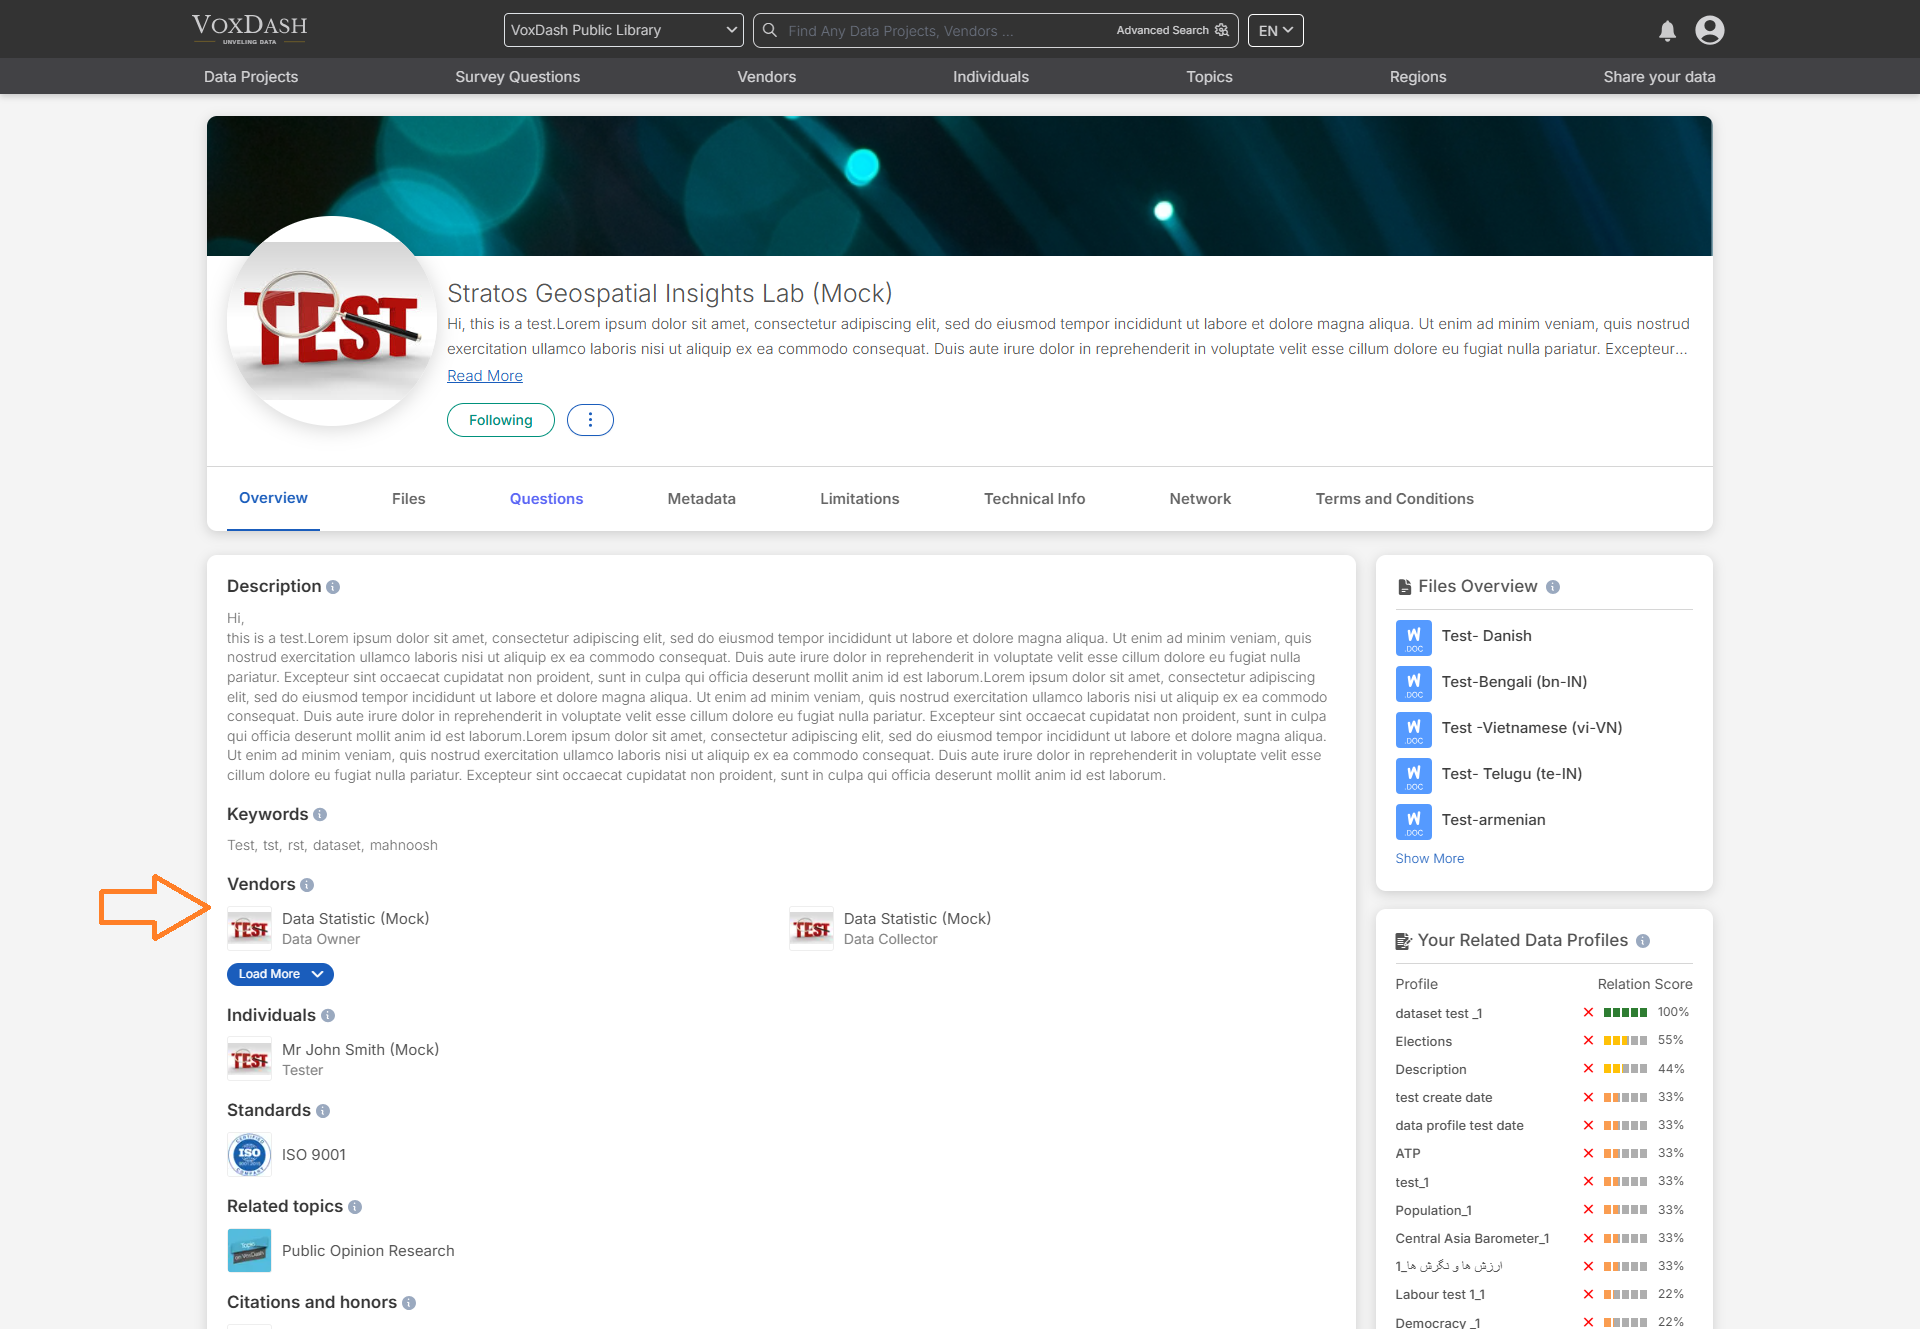 VOXDASH
UNVEILING DATA
VoxDash Public Library
Find Any Data Projects, Vendors ...
Advanced Search
EN
Data Projects
Survey Questions
Vendors
Individuals
Topics
Regions
Share your data
TEST
Stratos Geospatial Insights Lab (Mock)
Hi, this is a test.Lorem ipsum dolor sit amet, consectetur adipiscing elit, sed do eiusmod tempor incididunt ut labore et dolore magna aliqua. Ut enim ad minim veniam, quis nostrud
exercitation ullamco laboris nisi ut aliquip ex ea commodo consequat. Duis aute irure dolor in reprehenderit in voluptate velit esse cillum dolore eu fugiat nulla pariatur. Excepteur...
Read More
Following
Overview
Files
Questions
Metadata
Limitations
Technical Info
Network
Terms and Conditions
Description
Hi,
this is a test.Lorem ipsum dolor sit amet, consectetur adipiscing elit, sed do eiusmod tempor incididunt ut labore et dolore magna aliqua. Ut enim ad minim veniam, quis
nostrud exercitation ullamco laboris nisi ut aliquip ex ea commodo consequat. Duis aute irure dolor in reprehenderit in voluptate velit esse cillum dolore eu fugiat nulla
pariatur. Excepteur sint occaecat cupidatat non proident, sunt in culpa qui officia deserunt mollit anim id est laborum.Lorem ipsum dolor sit amet, consectetur adipiscing
elit, sed do eiusmod tempor incididunt ut labore et dolore magna aliqua. Ut enim ad minim veniam, quis nostrud exercitation ullamco laboris nisi ut aliquip ex ea commodo
consequat. Duis aute irure dolor in reprehenderit in voluptate velit esse cillum dolore eu fugiat nulla pariatur. Excepteur sint occaecat cupidatat non proident, sunt in culpa
qui officia deserunt mollit anim id est laborum.Lorem ipsum dolor sit amet, consectetur adipiscing elit, sed do eiusmod tempor incididunt ut labore et dolore magna aliqua.
Ut enim ad minim veniam, quis nostrud exercitation ullamco laboris nisi ut aliquip ex ea commodo consequat. Duis aute irure dolor in reprehenderit in voluptate velit esse
cillum dolore eu fugiat nulla pariatur. Excepteur sint occaecat cupidatat non proident, sunt in culpa qui officia deserunt mollit anim id est laborum.
Keywords
Test, tst, rst, dataset, mahnoosh
Vendors
TEST
Data Statistic (Mock)
Data Owner
TEST
Data Statistic (Mock)
Data Collector
Load More
Individuals
TEST
Mr John Smith (Mock)
Tester
Standards
CERTIFIED
ISO
COMPANY
ISO 9001
Related topics
Topic
on VoxDash
Public Opinion Research
Citations and honors
Files Overview
W
.DOC
Test- Danish
W
.DOC
Test-Bengali (bn-IN)
W
.DOC
Test -Vietnamese (vi-VN)
W
.DOC
Test- Telugu (te-IN)
W
.DOC
Test-armenian
Show More
Your Related Data Profiles
Profile Relation Score
dataset test _1 100%
Elections 55%
Description 44%
test create date 33%
data profile test date 33%
ATP 33%
test_1 33%
Population_1 33%
Central Asia Barometer_1 33%
ارزش ها و نگرش ها_1 33%
Labour test 1_1 22%
Democracy _1 22%